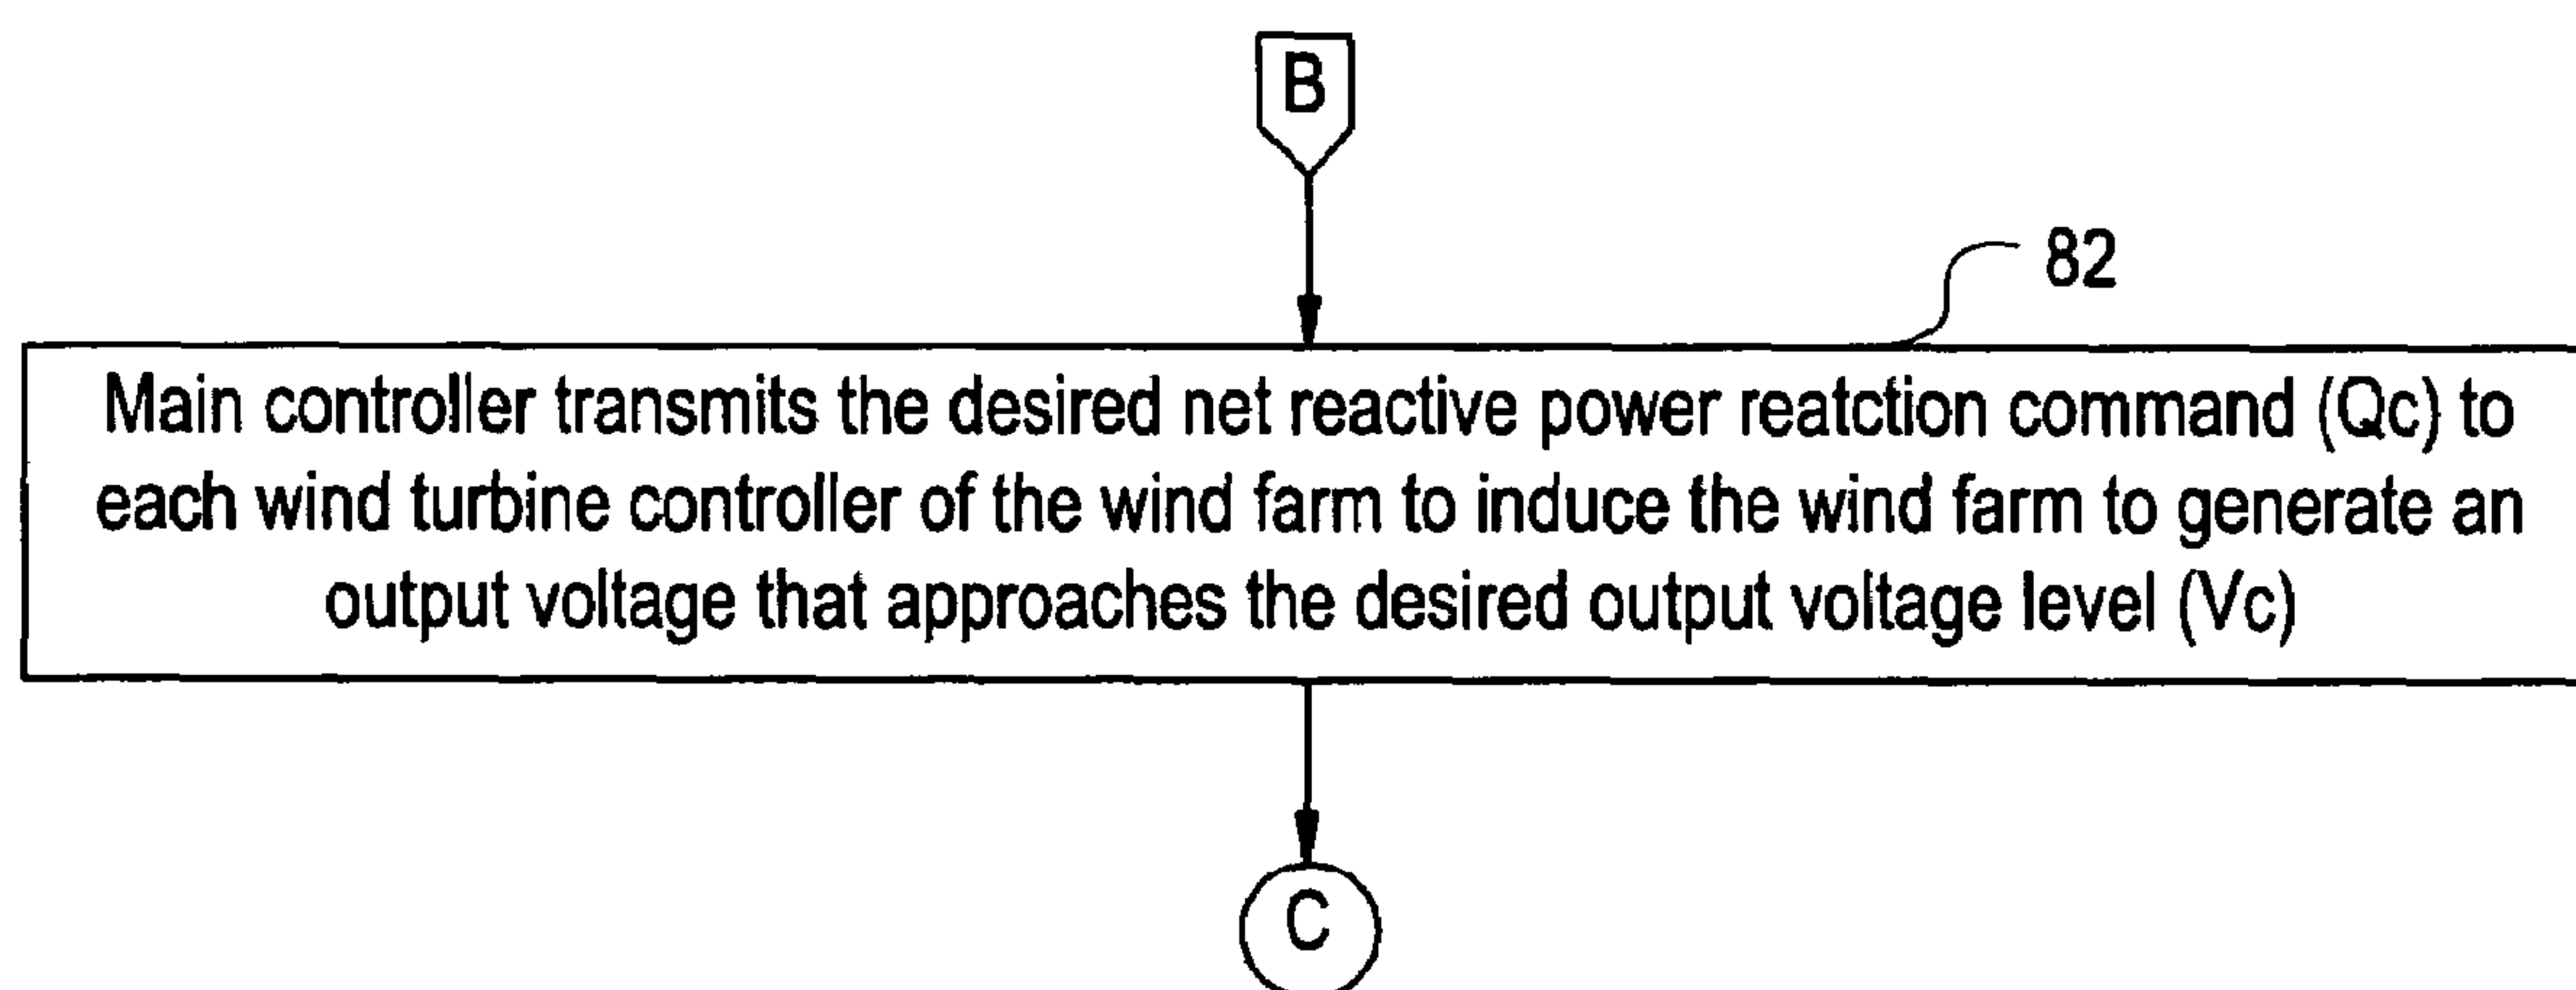 B
82
Main controller transmits the desired net reactive power reatction command (Qc) to
each wind turbine controller of the wind farm to induce the wind farm to generate an
output voltage that approaches the desired output voltage level (Vc)
C